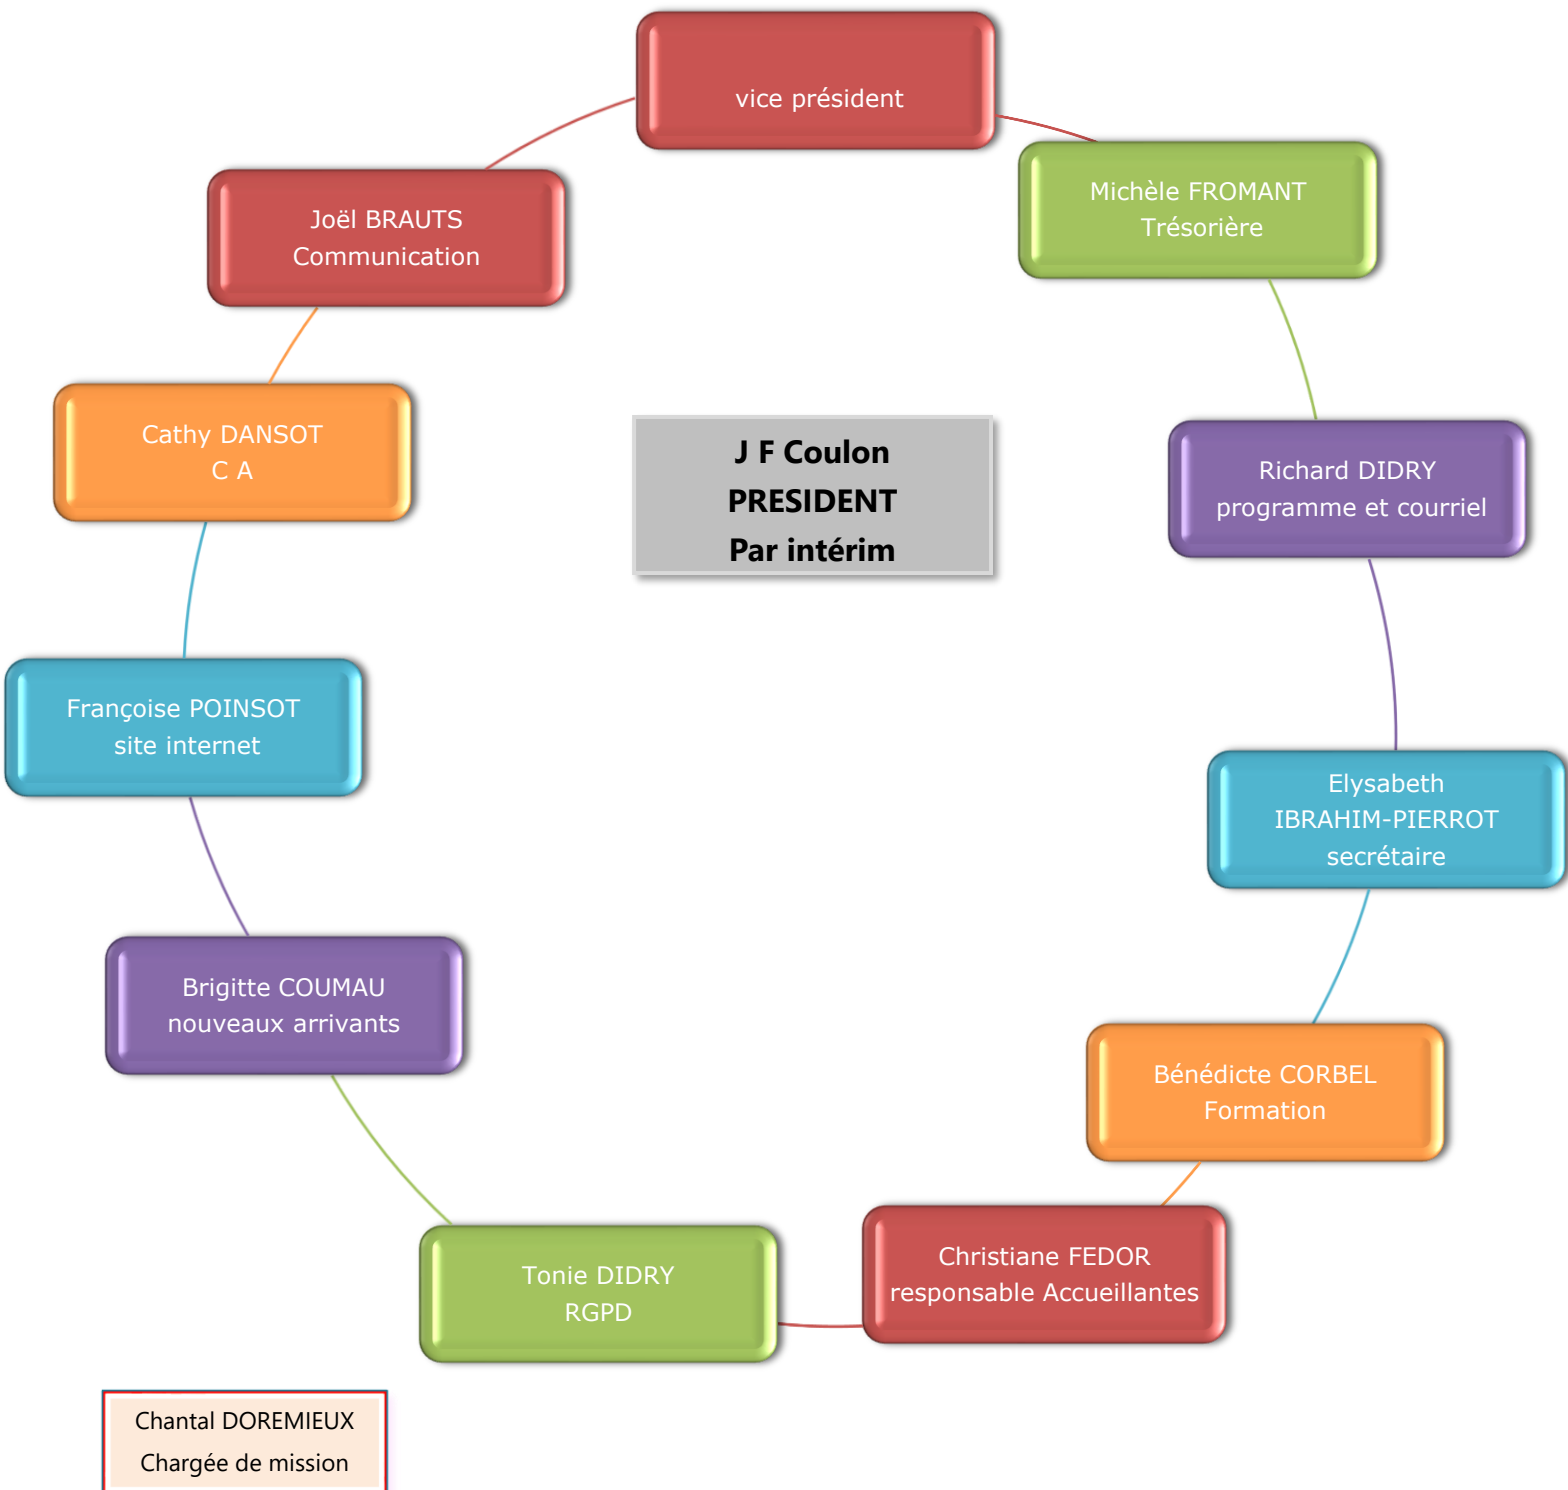 vice président
Michèle FROMANT
Trésorière
Joël BRAUTS
Communication
Cathy DANSOT
C A
J F Coulon
PRESIDENT
Par intérim
Richard DIDRY
programme et courriel
Françoise POINSOT
site internet
Elysabeth
IBRAHIM-PIERROT
secrétaire
Brigitte COUMAU
nouveaux arrivants
Bénédicte CORBEL
Formation
Christiane FEDOR
responsable Accueillantes
Tonie DIDRY
RGPD
Chantal DOREMIEUX
Chargée de mission